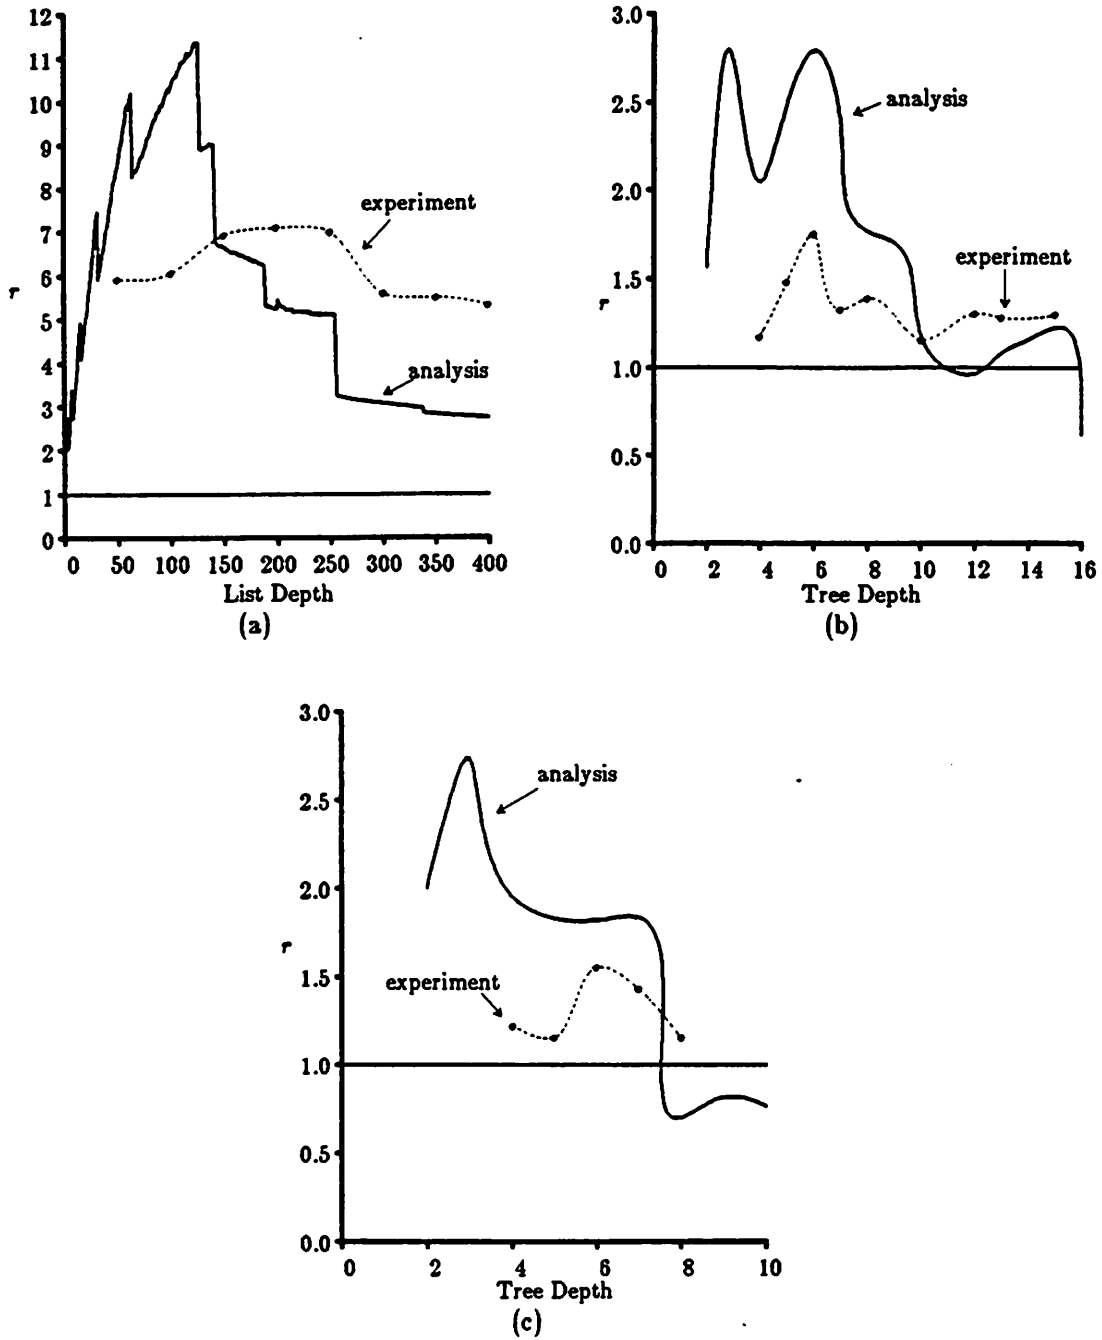 12
11
10
9
8
7
6
5
4
3
2
1
0
r
experiment
analysis
0 50 100 150 200 250 300 350 400
List Depth
(a)
3.0
2.5
2.0
1.5
1.0
0.5
0.0
r
analysis
experiment
0 2 4 6 8 10 12 14 16
Tree Depth
(b)
3.0
2.5
2.0
1.5
1.0
0.5
0.0
r
analysis
experiment
0 2 4 6 8 10
Tree Depth
(c)